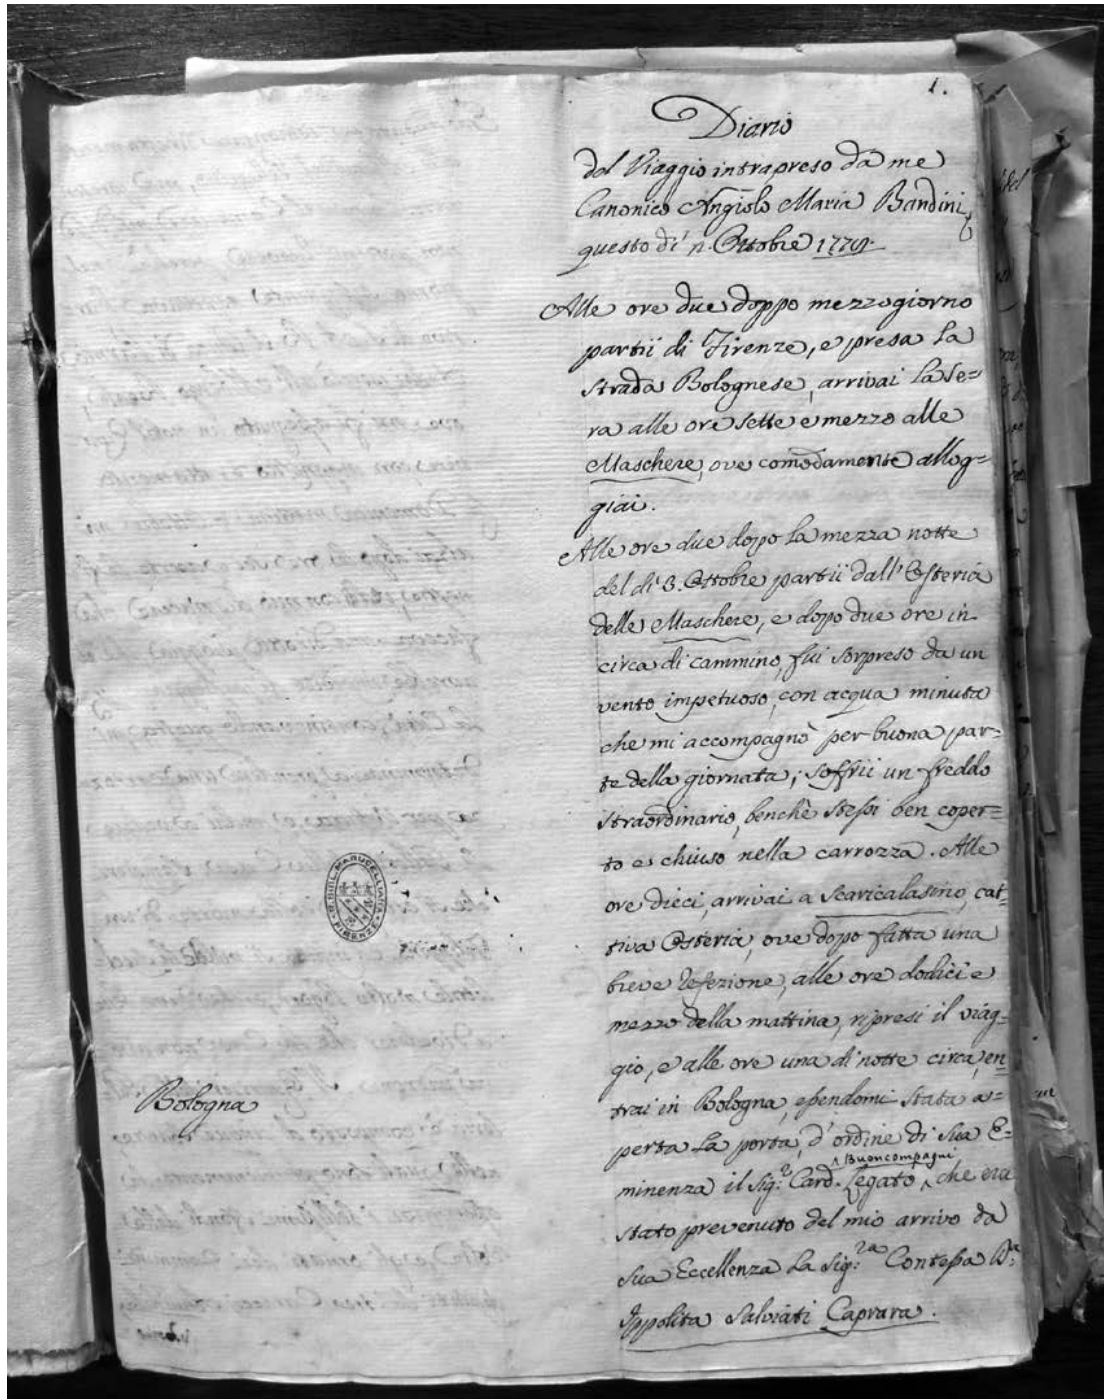 1.
Diario
del Viaggio intrapreso da me
Canonico Angiolo Maria Bandini
questo dì Ottobre
Alle ore due doppo mezzogiorno
partii di Firenze, e presa la
strada Bolognese, arrivai la se=
ra alle ore sette e mezzo alle
Maschere, ove comodamente allog=
giai.
Alle ore due dopo la mezza notte
del dì 3. Ottobre partii dall'Osteria
delle Maschere, e dopo due ore in
circa di cammino, fui sorpreso da un
vento impetuoso, con acqua minuta
che mi accompagnò per buona par=
te della giornata; soffrii un freddo
straordinario, benchè stessi ben coper=
to e chiuso nella carrozza. Alle
ore dieci, arrivai a Scaricalasino, cat=
tiva Osteria, ove dopo fatta una
breve refezione, alle ore dodici e
mezzo della mattina, ripresi il viag=
gio, e alle ore una di notte circa, en
trai in Bologna, essendomi stata a=
perta la porta, d'ordine di Sua E=
minenza il Sig.r Card. Legato Buoncompagni, che era
stato prevenuto del mio arrivo da
Sua Eccellenza la Sig.ra Contessa D.a
Ippolita Salviati Caprara.
Bologna
R. BIBL. MARUCELLIANA
FIRENZE